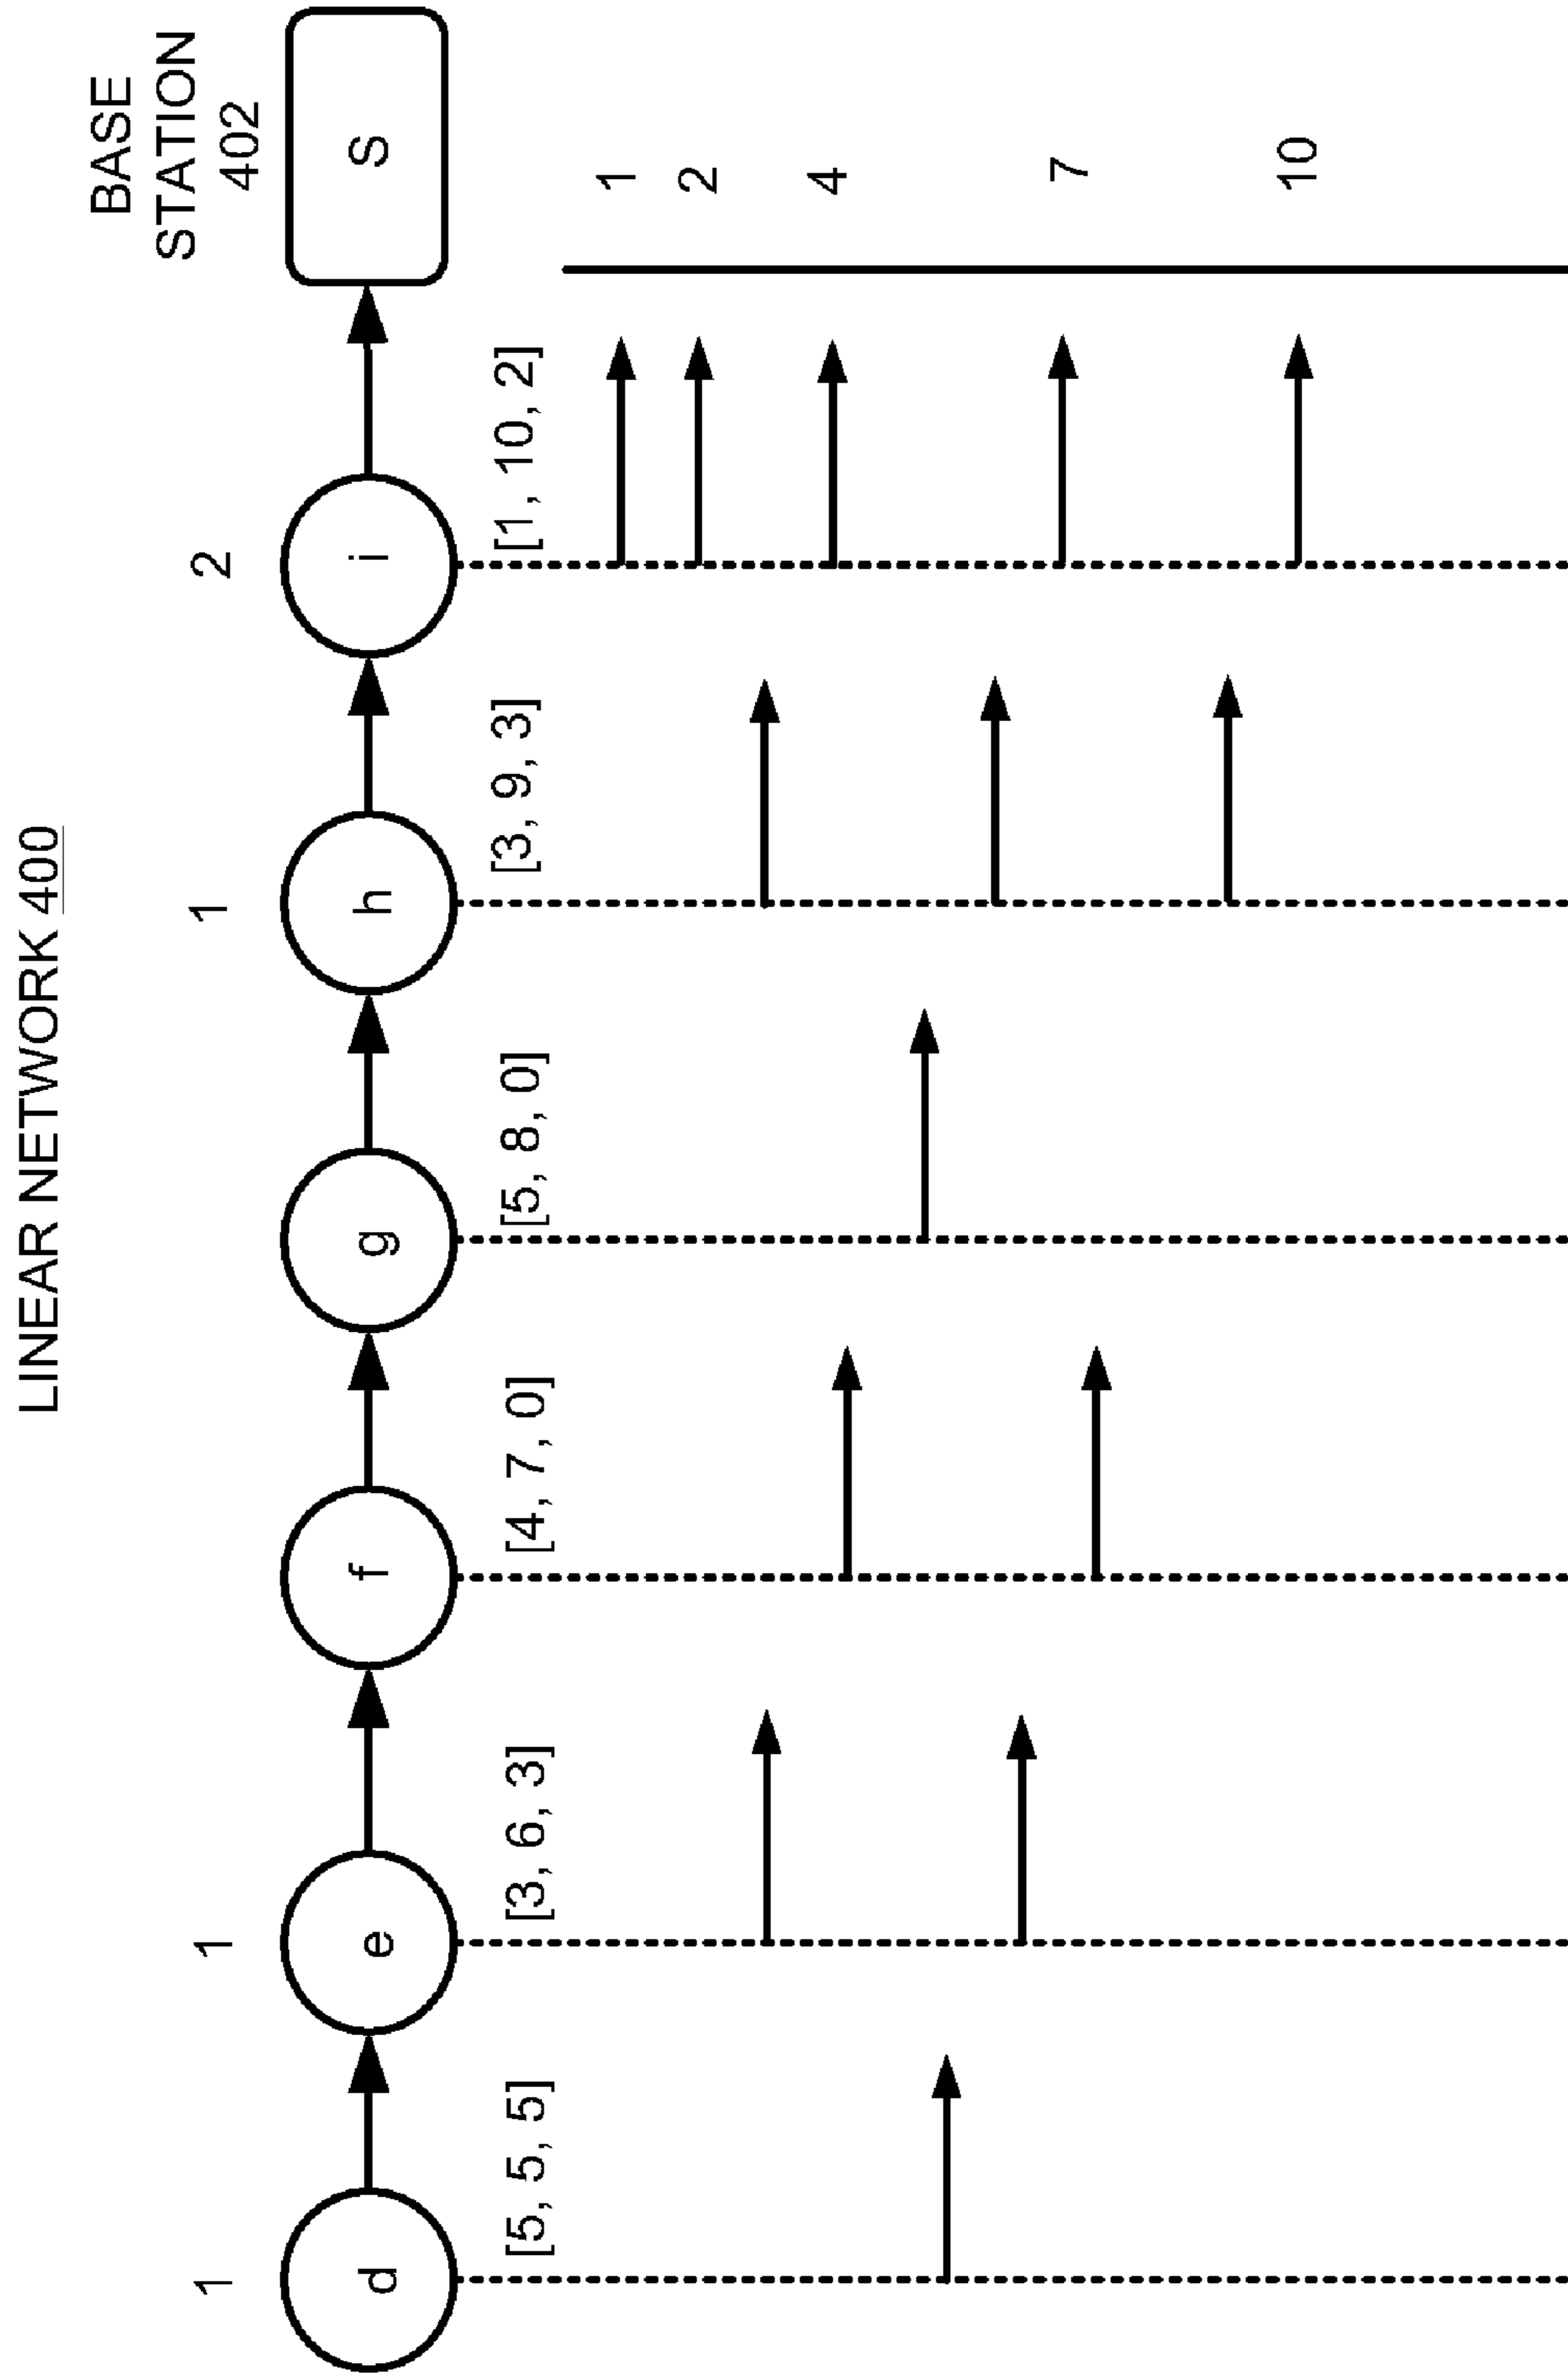 LINEAR NETWORK 400
BASE
STATION
402
1
1
1
2
d
e
f
g
h
i
S
[5, 5, 5]
[3, 6, 3]
[4, 7, 0]
[5, 8, 0]
[3, 9, 3]
[1, 10, 2]
1
2
4
7
10